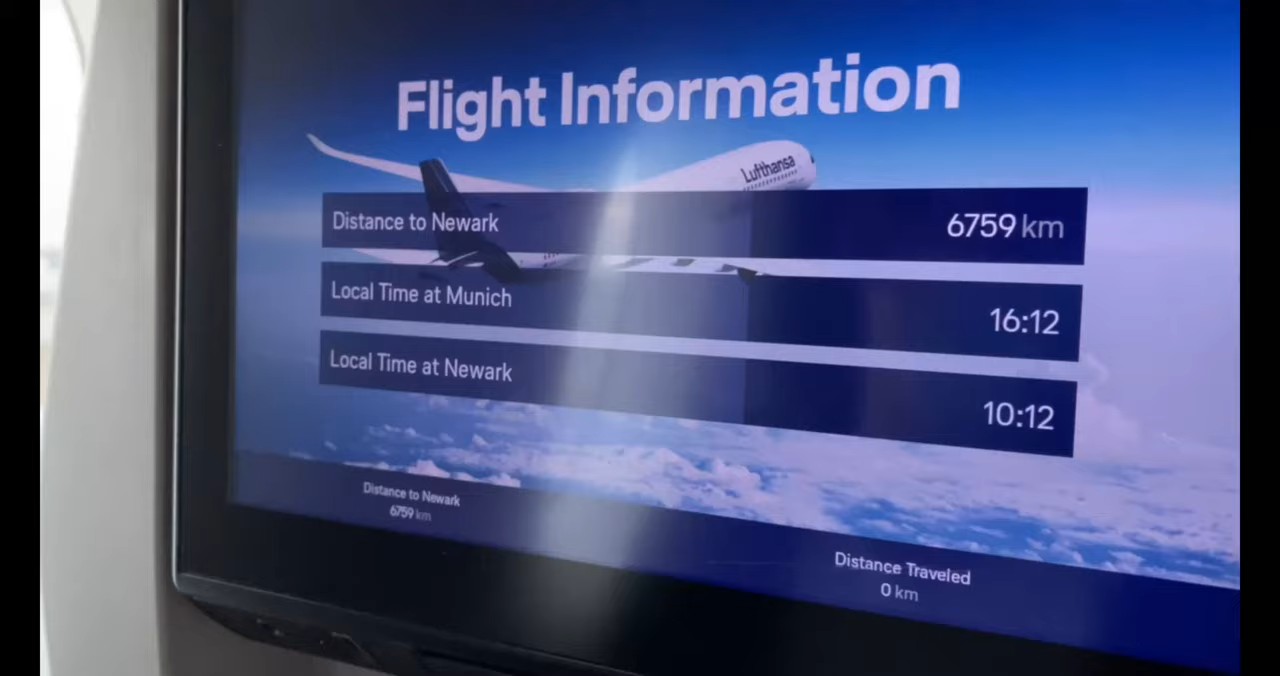 Flight Information
Lufthansa
Distance to Newark 6759 km
Local Time at Munich 16:12
Local Time at Newark 10:12
Distance to Newark
6759 km
Distance Traveled
0 km